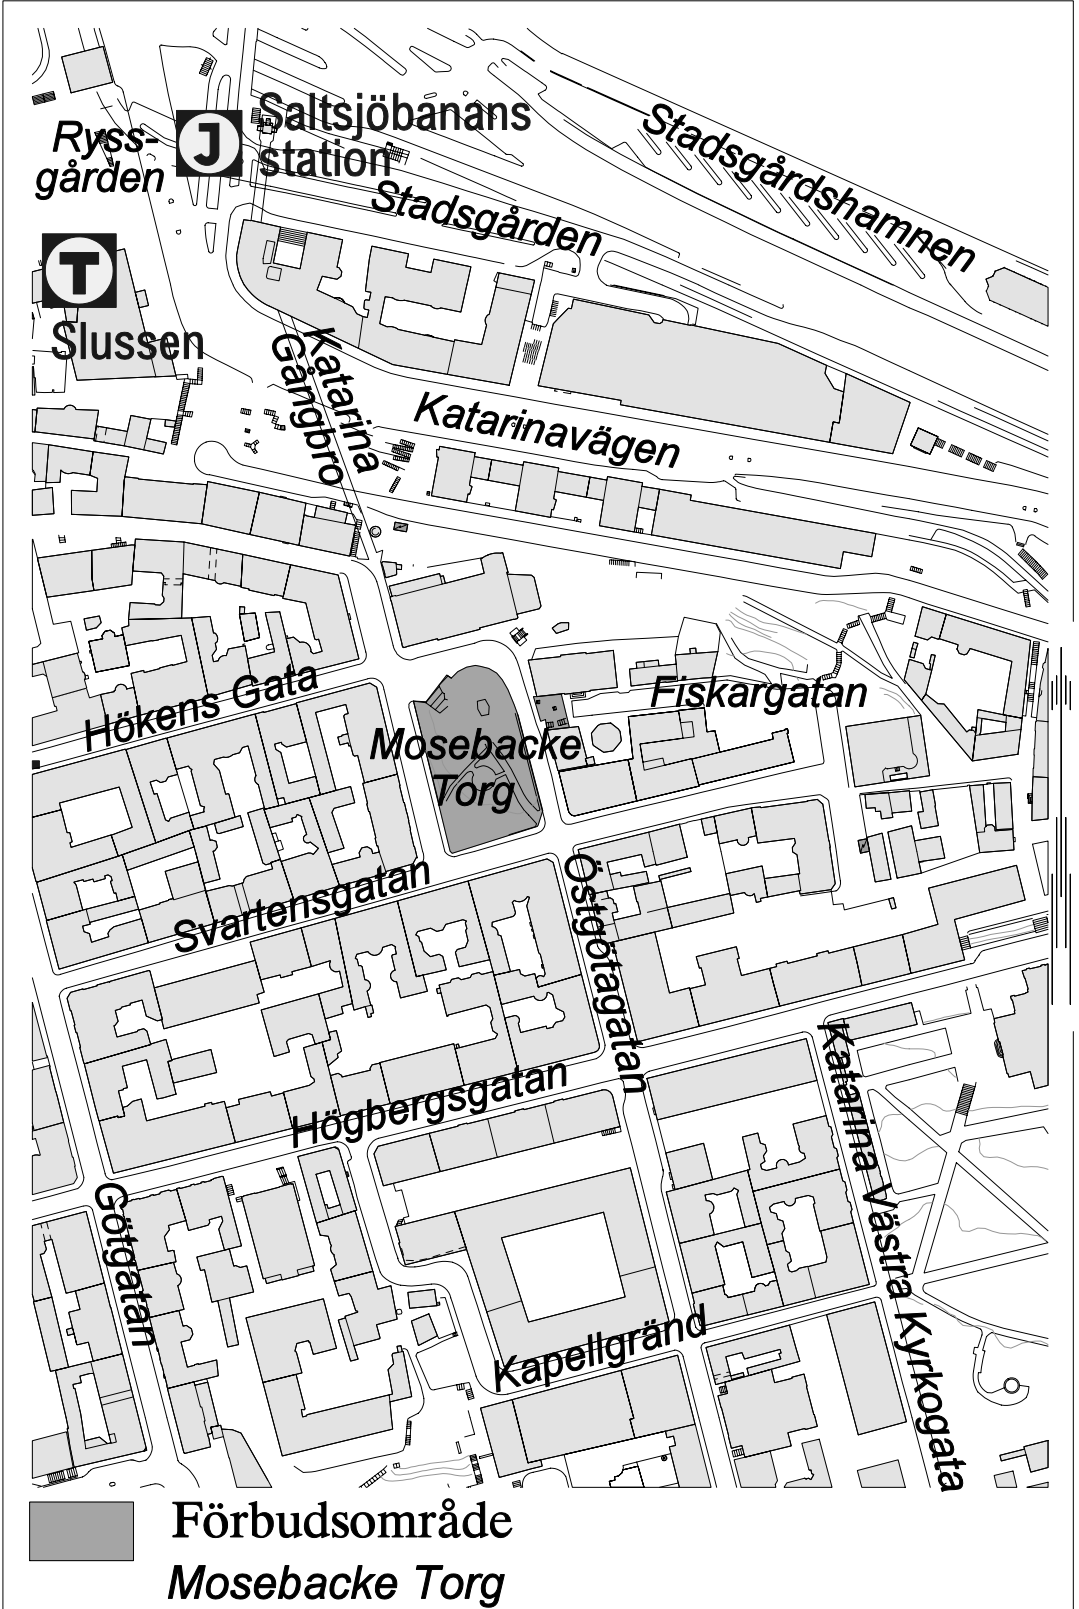 Saltsjöbanans
station
J
Ryss-
gården
Stadsgårdshamnen
Stadsgården
T
Slussen
Katarina
Gångbro
Katarinavägen
Hökens Gata
Fiskargatan
Mosebacke
Torg
Svartensgatan
Östgötagatan
Högbergsgatan
Katarina Västra Kyrkogata
Götgatan
Kapellgränd
Förbudsområde
Mosebacke Torg